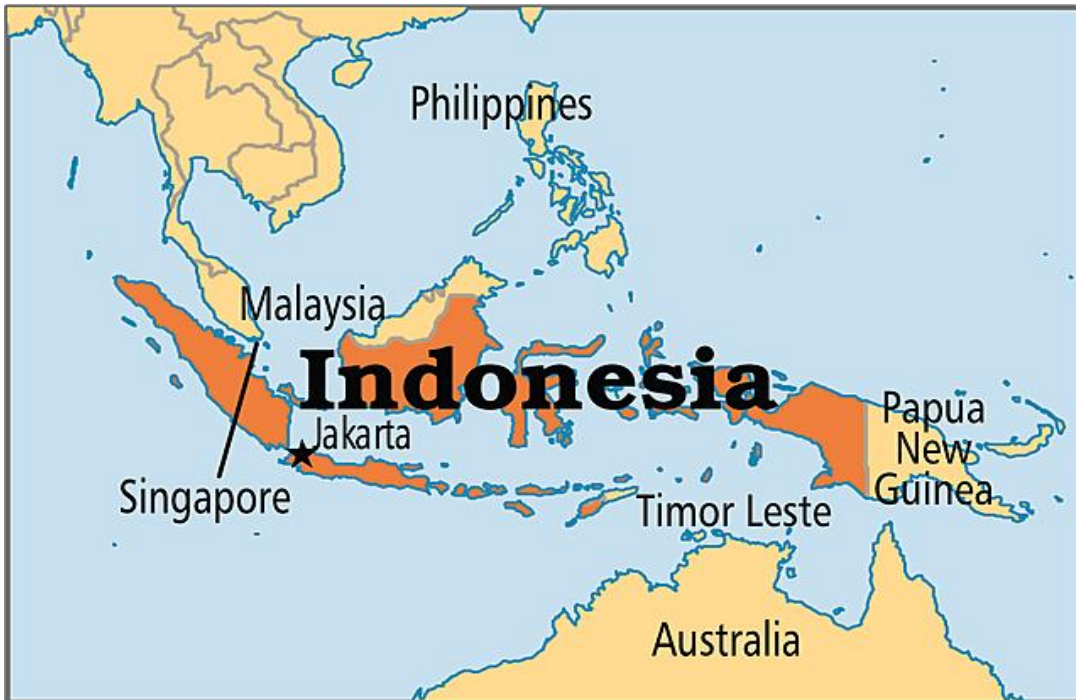 Philippines
Malaysia
Indonesia
Jakarta
Singapore
Papua
New
Guinea
Timor Leste
Australia